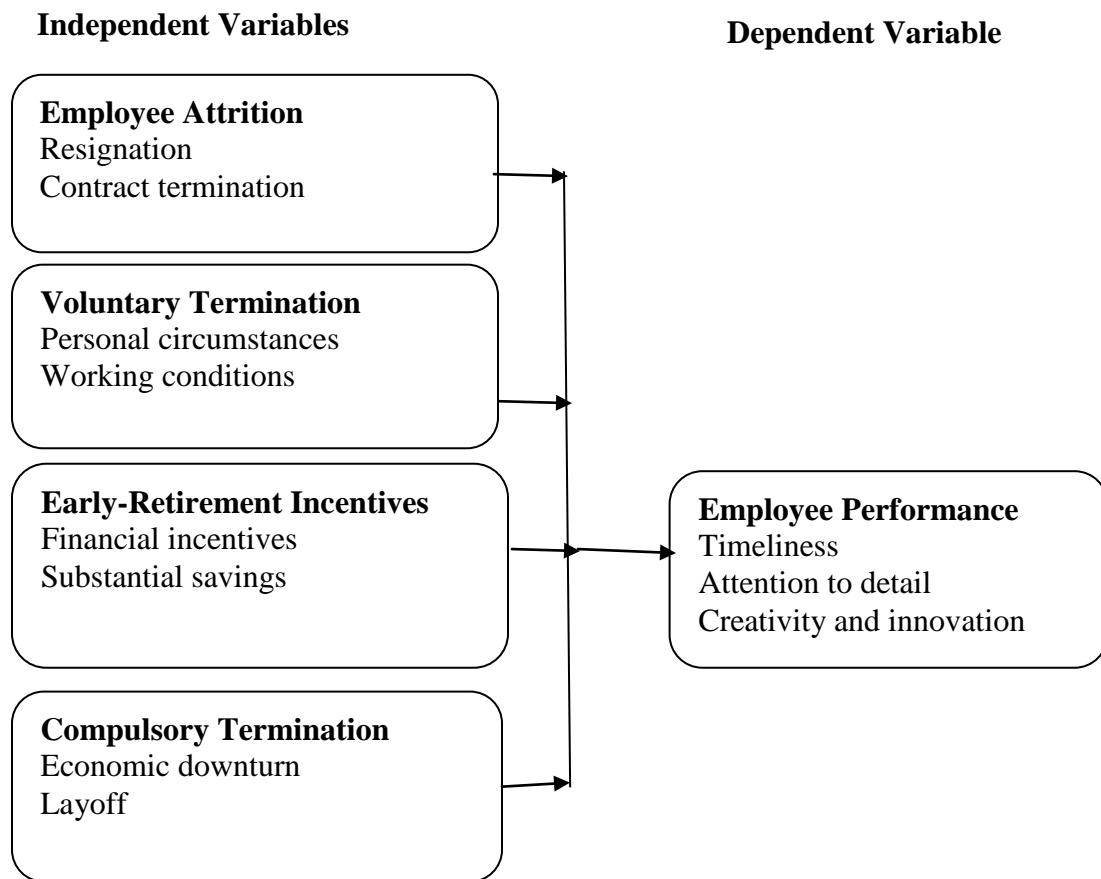 Independent Variables
Dependent Variable
Employee Attrition
Resignation
Contract termination
Voluntary Termination
Personal circumstances
Working conditions
Early-Retirement Incentives
Financial incentives
Substantial savings
Compulsory Termination
Economic downturn
Layoff
Employee Performance
Timeliness
Attention to detail
Creativity and innovation